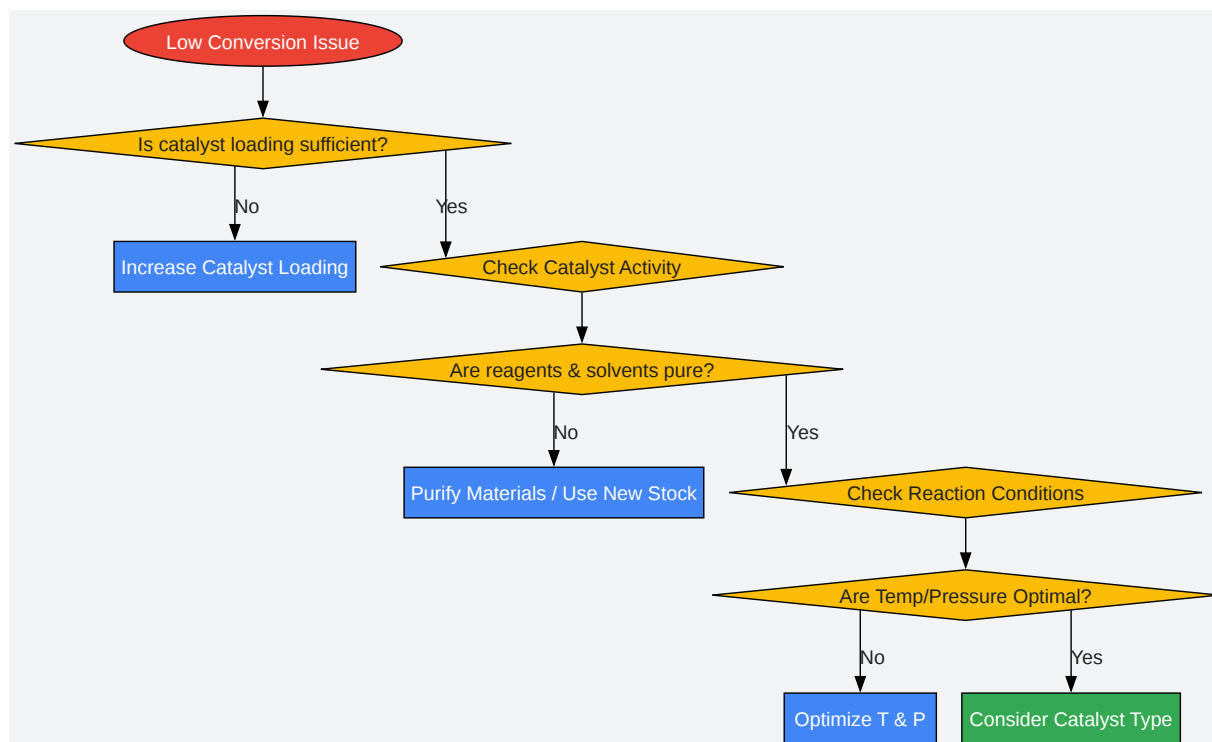 Low Conversion Issue
Is catalyst loading sufficient?
No
Yes
Increase Catalyst Loading
Check Catalyst Activity
Are reagents & solvents pure?
No
Yes
Purify Materials / Use New Stock
Check Reaction Conditions
Are Temp/Pressure Optimal?
No
Yes
Optimize T & P
Consider Catalyst Type